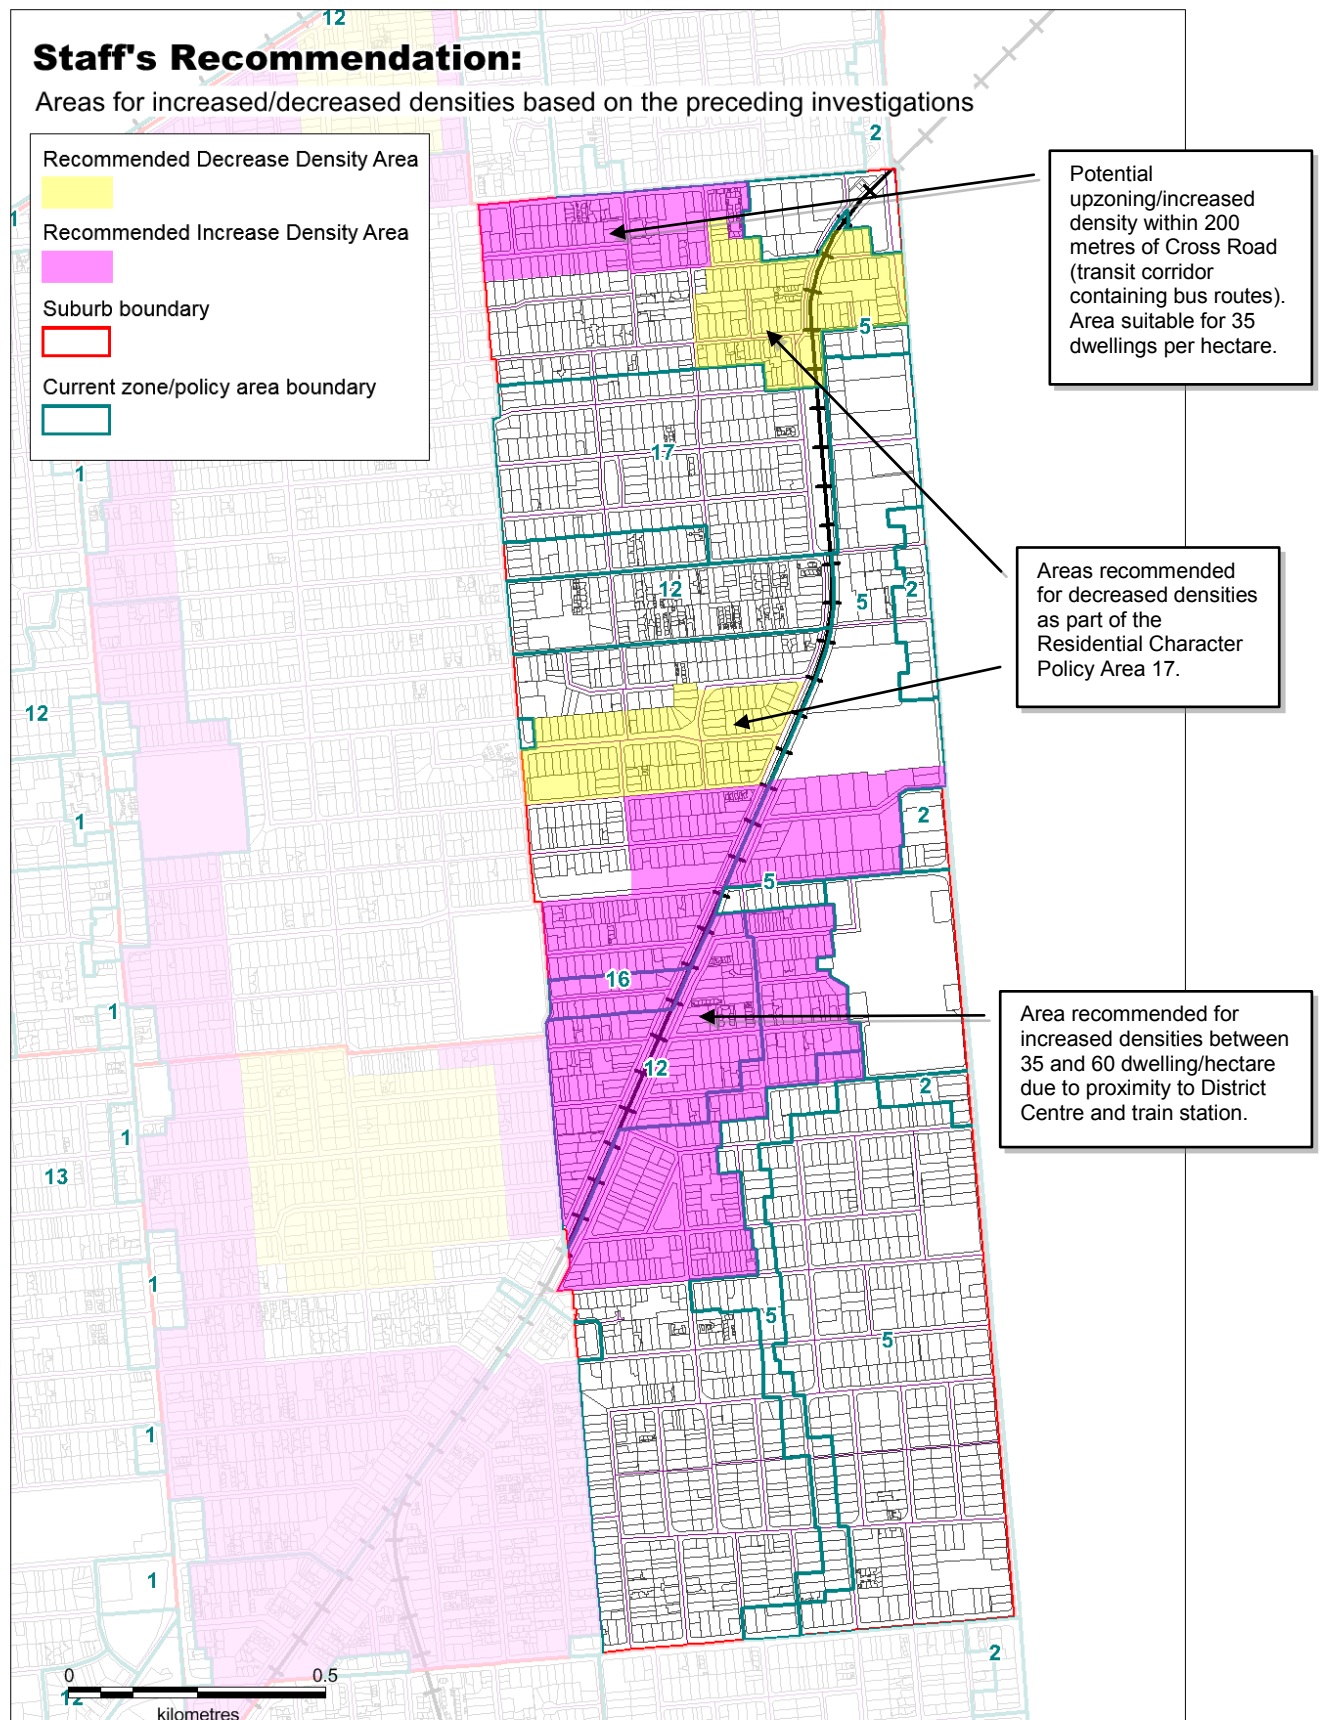 12
Staff's Recommendation:
Areas for increased/decreased densities based on the preceding investigations
2
Recommended Decrease Density Area
Recommended Increase Density Area
Suburb boundary
Current zone/policy area boundary
1
Potential
upzoning/increased
density within 200
metres of Cross Road
(transit corridor
containing bus routes).
Area suitable for 35
dwellings per hectare.
5
17
1
12
5
2
Areas recommended
for decreased densities
as part of the
Residential Character
Policy Area 17.
12
1
2
5
16
1
12
Area recommended for
increased densities between
35 and 60 dwelling/hectare
due to proximity to District
Centre and train station.
2
1
13
1
5
5
1
1
2
0 0.5
12
kilometres